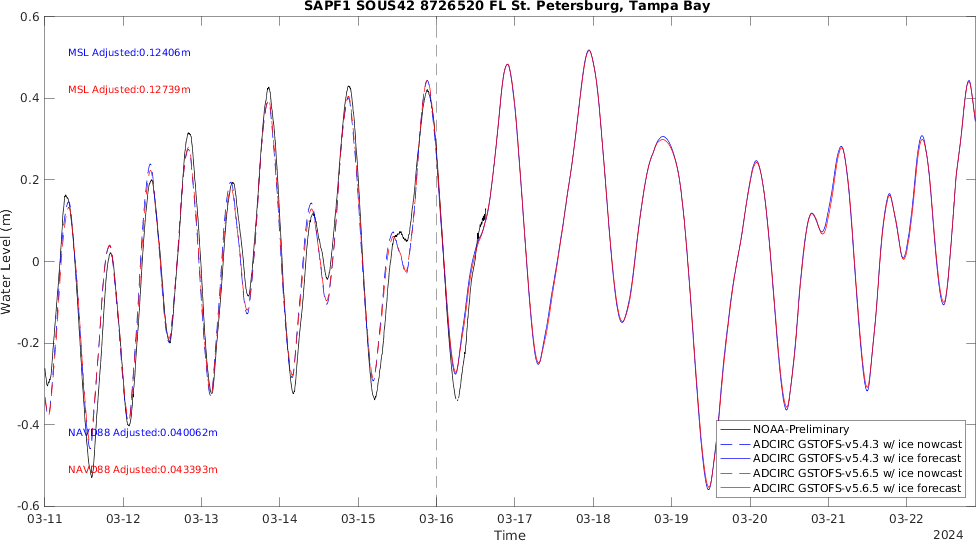 SAPF1 SOUS42 8726520 FL St. Petersburg, Tampa Bay
0.6
MSL Adjusted:0.12406m
MSL Adjusted:0.12739m
0.4
0.2
0
-0.2
-0.4
-0.6
Water Level (m)
NAVD88 Adjusted:0.040062m
NAVD88 Adjusted:0.043393m
NOAA-Preliminary
ADCIRC GSTOFS-v5.4.3 w/ ice nowcast
ADCIRC GSTOFS-v5.4.3 w/ ice forecast
ADCIRC GSTOFS-v5.6.5 w/ ice nowcast
ADCIRC GSTOFS-v5.6.5 w/ ice forecast
03-11 03-12 03-13 03-14 03-15 03-16 03-17 03-18 03-19 03-20 03-21 03-22
Time
2024